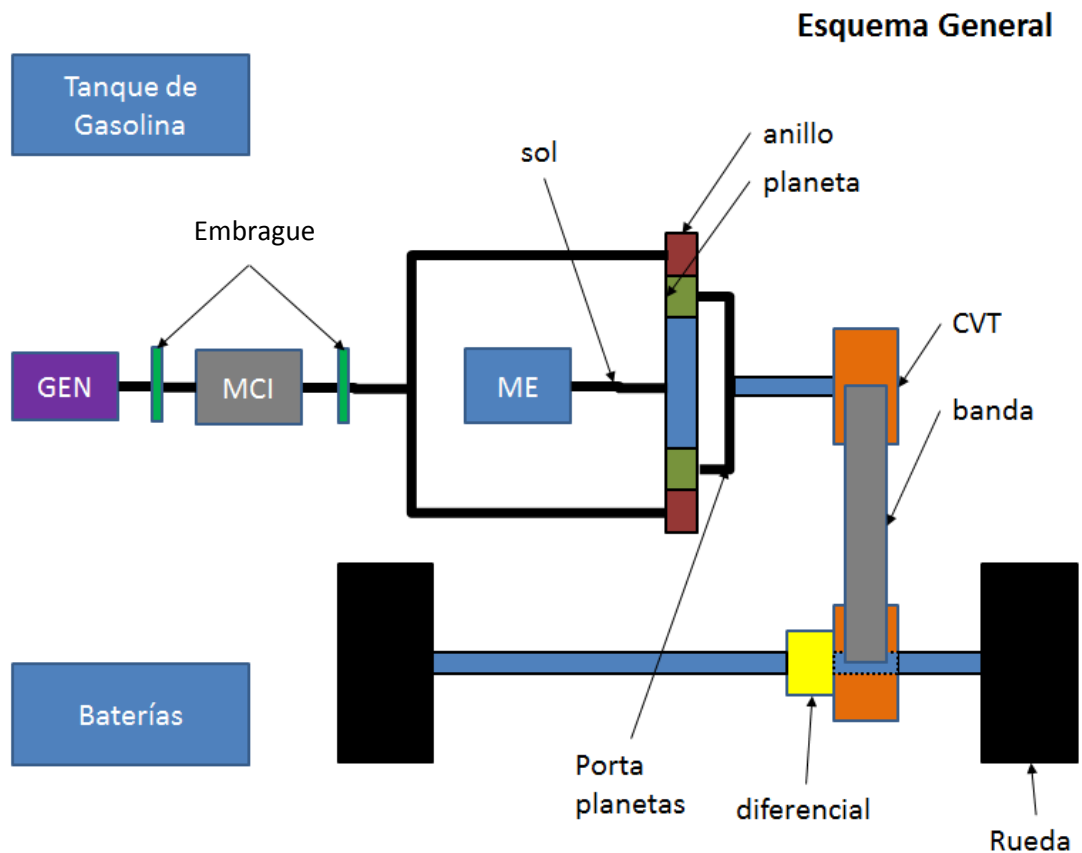 Esquema General
Tanque de
Gasolina
anillo
sol
planeta
Embrague
CVT
GEN
MCI
ME
banda
Baterías
Porta
planetas
diferencial
Rueda